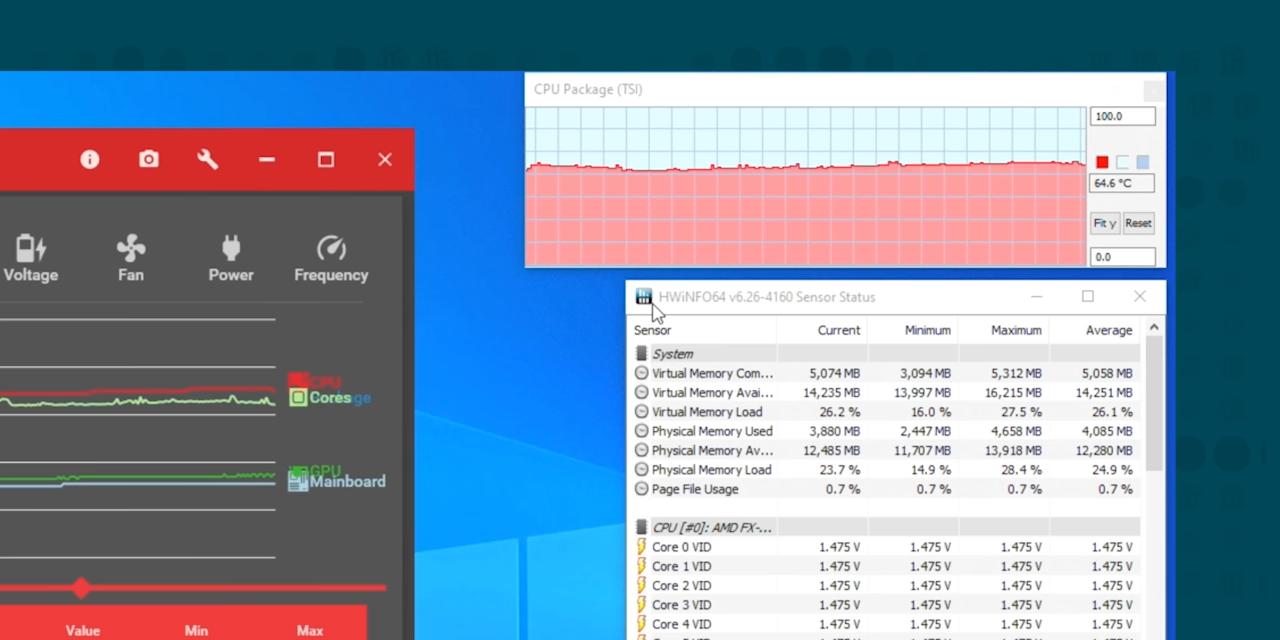 CPU Package (TSI)
100.0
64.6 °C
Fit y Reset
0.0
Voltage Fan Power Frequency
CPU
Cores
GPU
Mainboard
Value Min Max
HWiNFO64 v6.26-4160 Sensor Status
Sensor Current Minimum Maximum Average
System
Virtual Memory Com... 5,074 MB 3,094 MB 5,312 MB 5,058 MB
Virtual Memory Avai... 14,235 MB 13,997 MB 16,215 MB 14,251 MB
Virtual Memory Load 26.2 % 16.0 % 27.5 % 26.1 %
Physical Memory Used 3,880 MB 2,447 MB 4,658 MB 4,085 MB
Physical Memory Av... 12,485 MB 11,707 MB 13,918 MB 12,280 MB
Physical Memory Load 23.7 % 14.9 % 28.4 % 24.9 %
Page File Usage 0.7 % 0.7 % 0.7 % 0.7 %
CPU [#0]: AMD FX-...
Core 0 VID 1.475 V 1.475 V 1.475 V 1.475 V
Core 1 VID 1.475 V 1.475 V 1.475 V 1.475 V
Core 2 VID 1.475 V 1.475 V 1.475 V 1.475 V
Core 3 VID 1.475 V 1.475 V 1.475 V 1.475 V
Core 4 VID 1.475 V 1.475 V 1.475 V 1.475 V